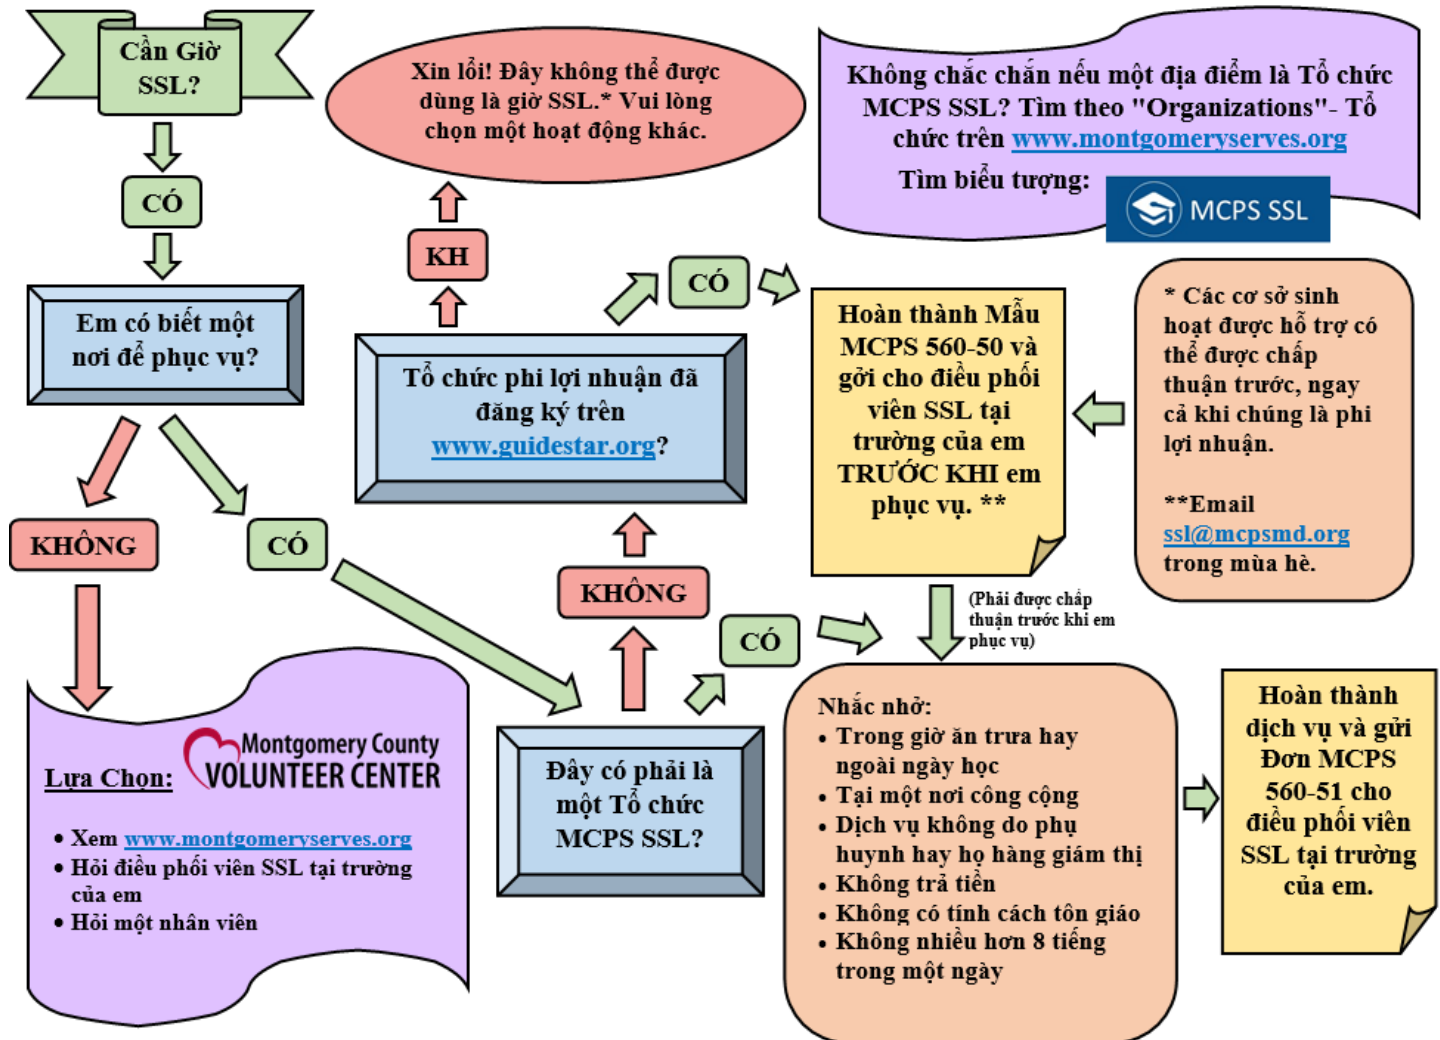 Cần Giờ
SSL?
CÓ
Em có biết một
nơi để phục vụ?
KHÔNG
CÓ
Lựa Chọn:
Montgomery County
VOLUNTEER CENTER
• Xem www.montgomeryserves.org
• Hỏi điều phối viên SSL tại trường
của em
• Hỏi một nhân viên
Xin lỗi! Đây không thể được
dùng là giờ SSL.* Vui lòng
chọn một hoạt động khác.
KH
CÓ
Tổ chức phi lợi nhuận đã
đăng ký trên
www.guidestar.org?
KHÔNG
CÓ
Đây có phải là
một Tổ chức
MCPS SSL?
Không chắc chắn nếu một địa điểm là Tổ chức
MCPS SSL? Tìm theo "Organizations"- Tổ
chức trên www.montgomeryserves.org
Tìm biểu tượng:
MCPS SSL
Hoàn thành Mẫu
MCPS 560-50 và
gởi cho điều phối
viên SSL tại
trường của em
TRƯỚC KHI em
phục vụ. **
* Các cơ sở sinh
hoạt được hỗ trợ có
thể được chấp
thuận trước, ngay
cả khi chúng là phi
lợi nhuận.
**Email
ssl@mcpsmd.org
trong mùa hè.
(Phải được chấp
thuận trước khi em
phục vụ)
Nhắc nhở:
• Trong giờ ăn trưa hay
ngoài ngày học
• Tại một nơi công cộng
• Dịch vụ không do phụ
huynh hay họ hàng giám thị
• Không trả tiền
• Không có tính cách tôn giáo
• Không nhiều hơn 8 tiếng
trong một ngày
Hoàn thành
dịch vụ và gửi
Đơn MCPS
560-51 cho
điều phối viên
SSL tại trường
của em.